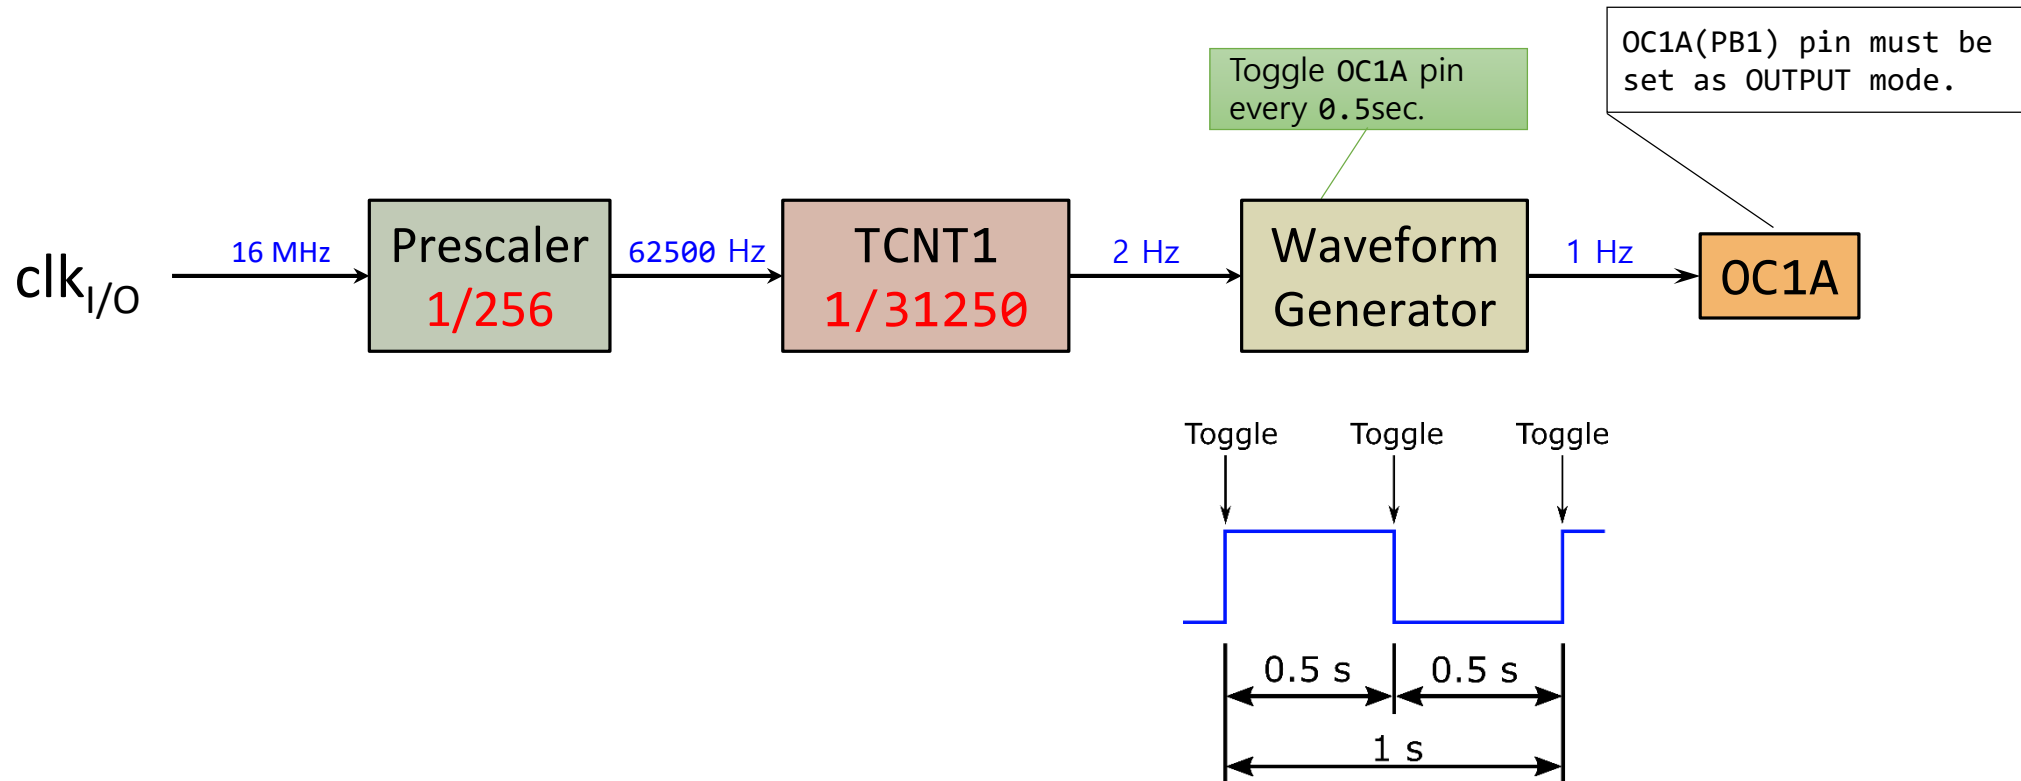 OC1A(PB1) pin must be
set as OUTPUT mode.
Toggle OC1A pin
every 0.5sec.
clkI/O
16 MHz
Prescaler
1/256
62500 Hz
TCNT1
1/31250
2 Hz
Waveform
Generator
1 Hz
OC1A
Toggle Toggle Toggle
0.5 s 0.5 s
1 s